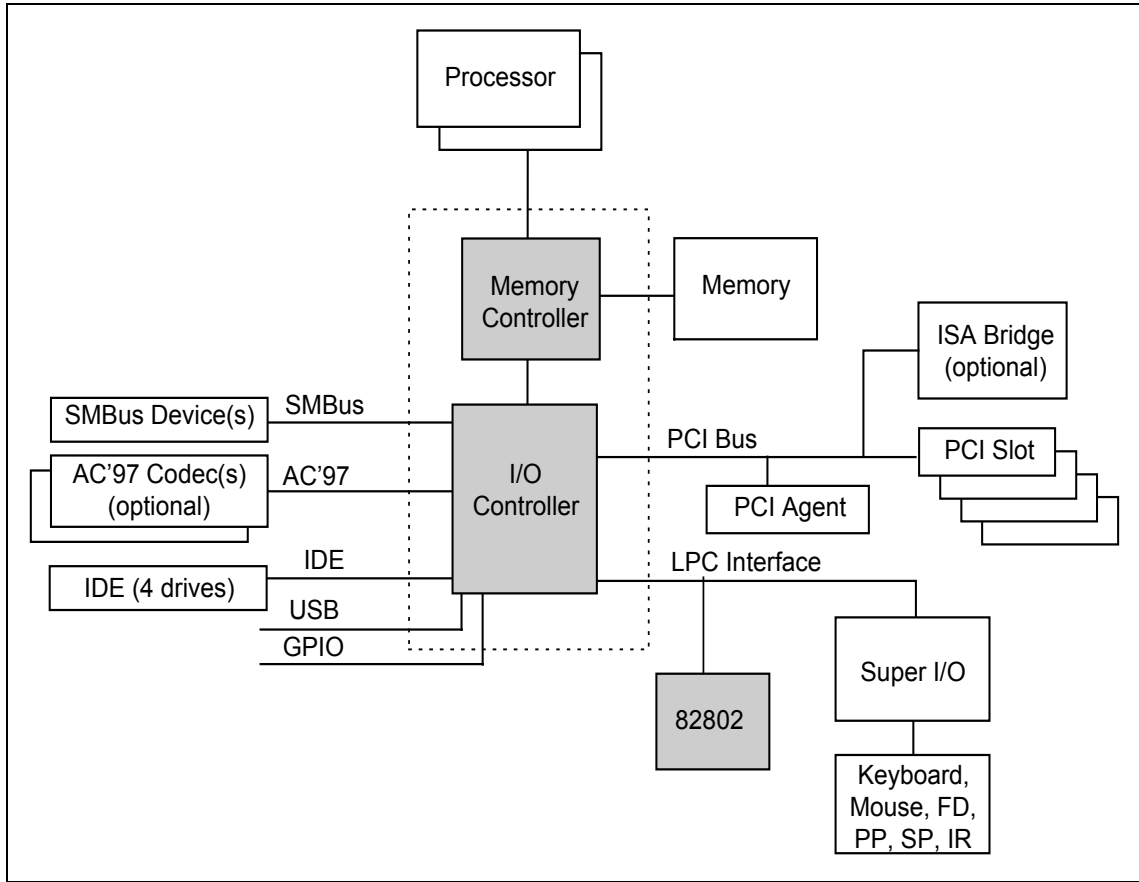 Processor
Memory
Controller
Memory
ISA Bridge
(optional)
SMBus Device(s)
SMBus
AC’97 Codec(s)
(optional)
AC’97
I/O
Controller
PCI Bus
PCI Slot
PCI Agent
IDE (4 drives)
IDE
USB
GPIO
LPC Interface
82802
Super I/O
Keyboard,
Mouse, FD,
PP, SP, IR